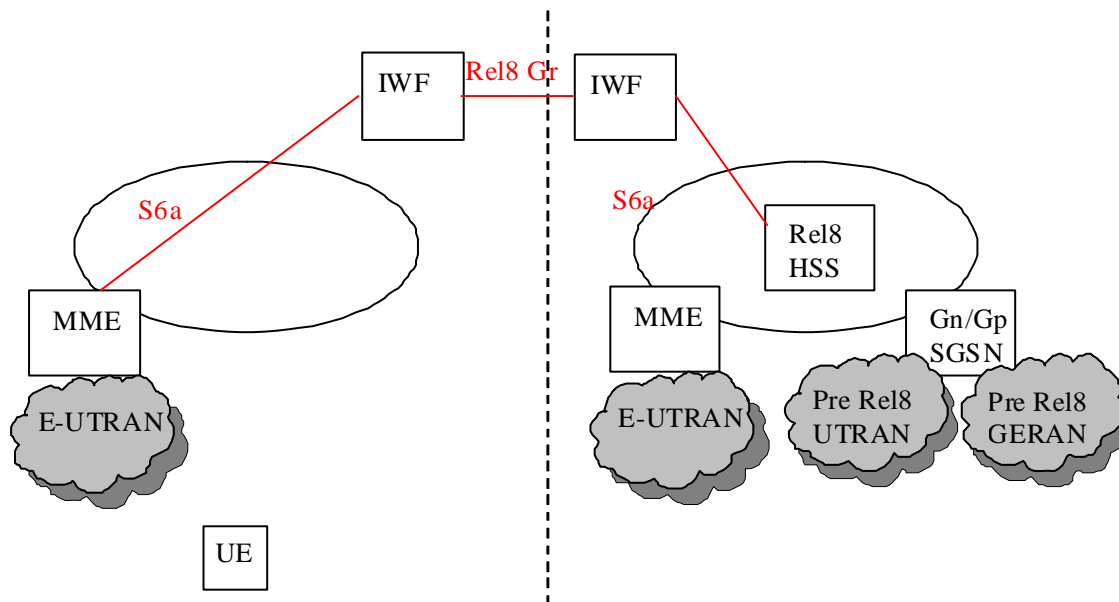 IWF
Rel8 Gr
IWF
S6a
S6a
Rel8
HSS
MME
MME
Gn/Gp
SGSN
E-UTRAN
E-UTRAN
Pre Rel8
UTRAN
Pre Rel8
GERAN
UE